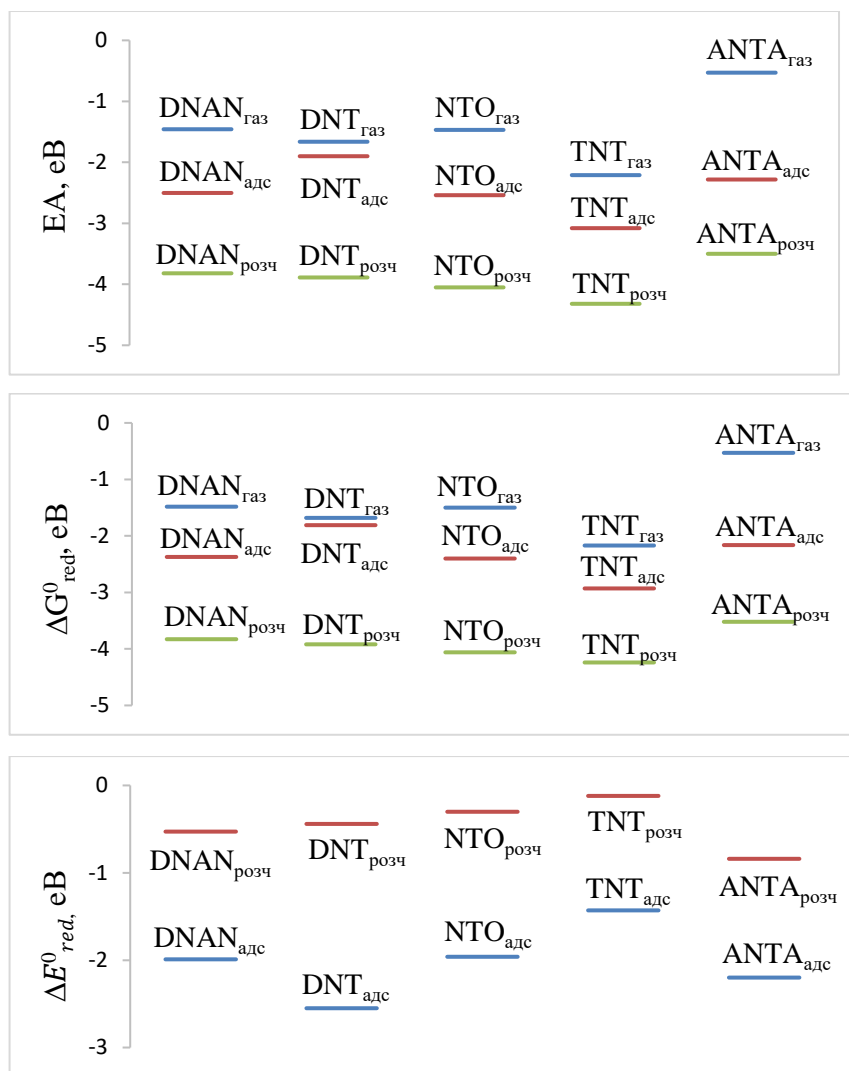 0
ANTAгаз
-1
DNANгаз
DNTгаз
NTOгаз
EA, еВ
-2
DNANадс
DNTадс
NTOадс
TNTгаз
ANTAадс
-3
TNTадс
DNANрозч
DNTрозч
NTOрозч
ANTAрозч
-4
TNTрозч
-5
0
ANTAгаз
-1
DNANгаз
DNTгаз
NTOгаз
ΔG⁰red, еВ
-2
DNANадс
DNTадс
NTOадс
TNTгаз
ANTAадс
TNTадс
-3
DNANрозч
DNTрозч
NTOрозч
ANTAрозч
-4
TNTрозч
-5
0
DNANрозч
DNTрозч
NTOрозч
TNTрозч
ANTAрозч
-1
ΔE⁰red, еВ
TNTадс
DNANадс
NTOадс
ANTAадс
-2
DNTадс
-3